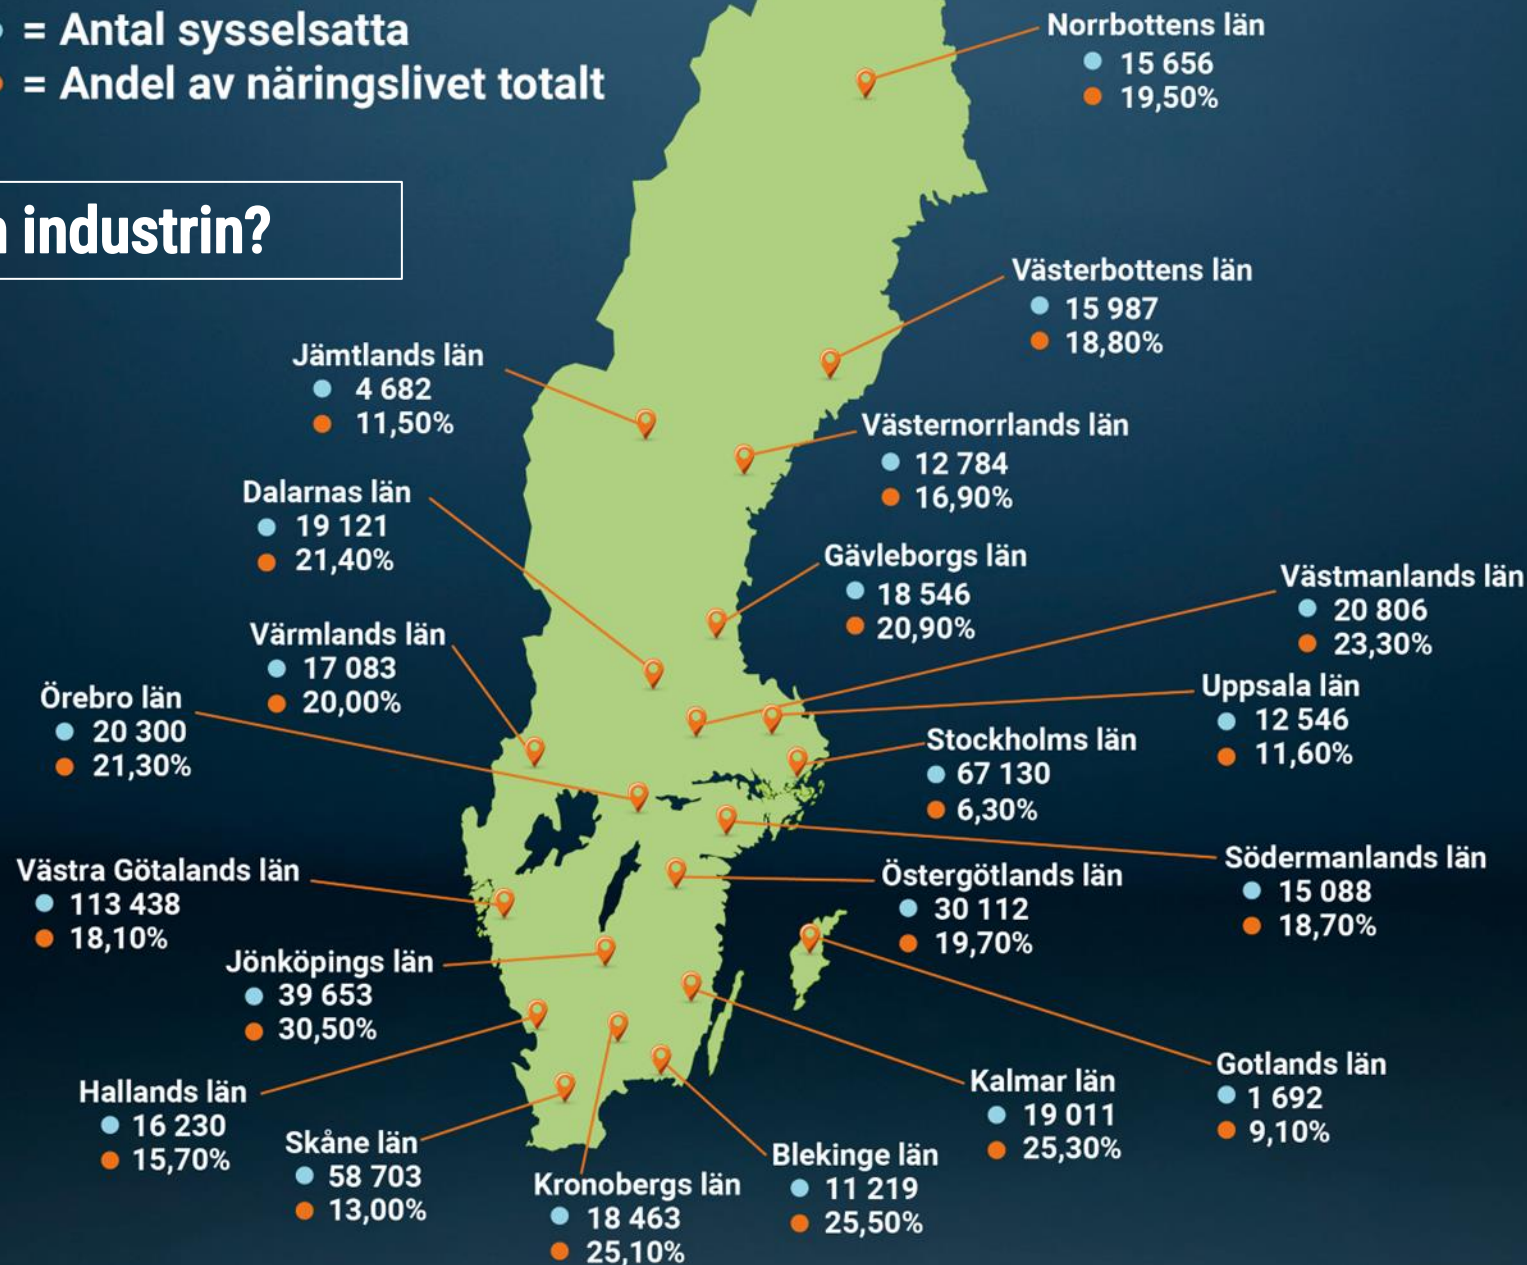 = Antal sysselsatta
= Andel av näringslivet totalt
industrin?
Norrbottens län
15 656
19,50%
Västerbottens län
15 987
18,80%
Jämtlands län
4 682
11,50%
Västernorrlands län
12 784
16,90%
Dalarnas län
19 121
21,40%
Gävleborgs län
18 546
20,90%
Västmanlands län
20 806
23,30%
Värmlands län
17 083
20,00%
Örebro län
20 300
21,30%
Uppsala län
12 546
11,60%
Stockholms län
67 130
6,30%
Södermanlands län
15 088
18,70%
Västra Götalands län
113 438
18,10%
Östergötlands län
30 112
19,70%
Jönköpings län
39 653
30,50%
Gotlands län
1 692
9,10%
Kalmar län
19 011
25,30%
Hallands län
16 230
15,70%
Skåne län
58 703
13,00%
Blekinge län
11 219
25,50%
Kronobergs län
18 463
25,10%